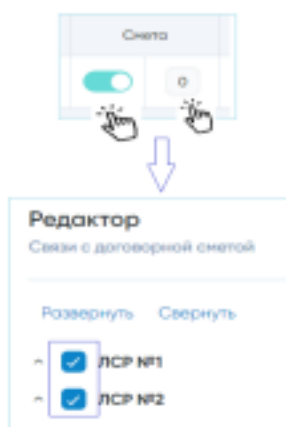 Смета
0
Редактор
Связи с договорной сметой
Развернуть Свернуть
ЛСР №1
ЛСР №2